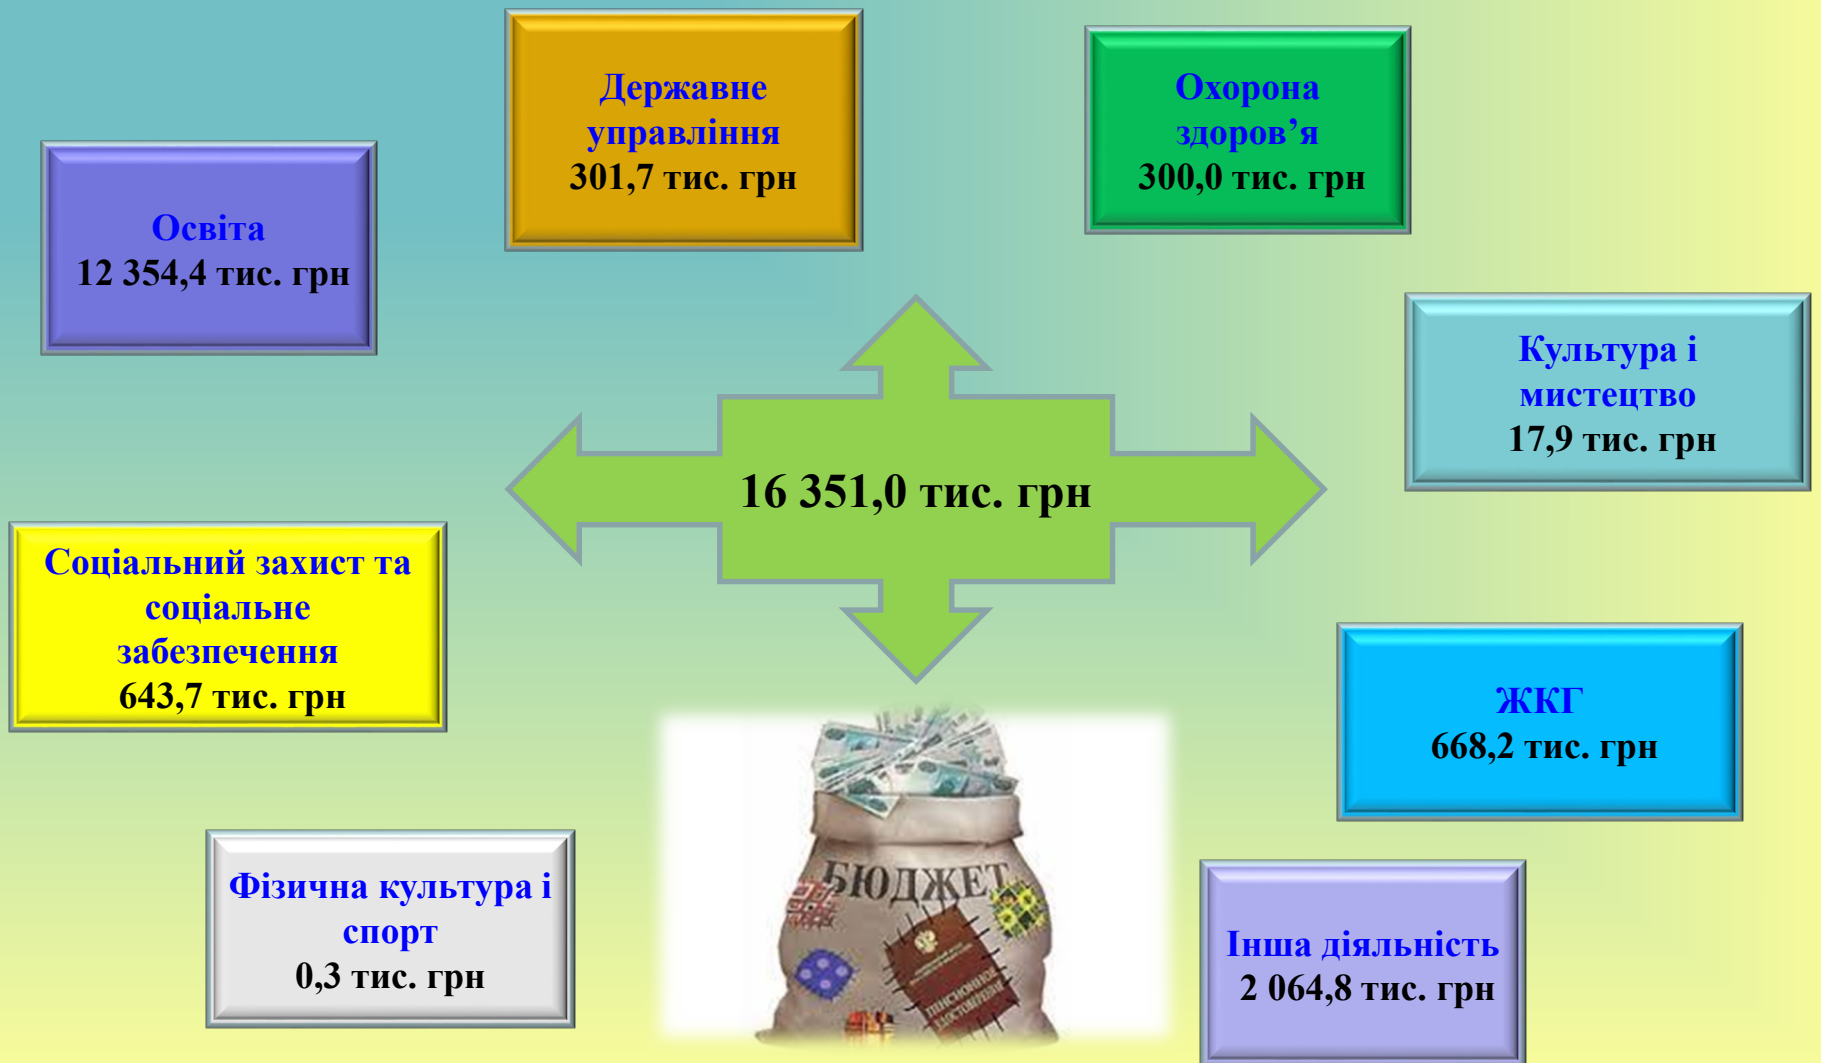 Державне
управління
301,7 тис. грн
Охорона
здоров’я
300,0 тис. грн
Освіта
12 354,4 тис. грн
Культура і
мистецтво
17,9 тис. грн
16 351,0 тис. грн
Соціальний захист та
соціальне
забезпечення
643,7 тис. грн
ЖКГ
668,2 тис. грн
Фізична культура і
спорт
0,3 тис. грн
БЮДЖЕТ
ПЕНСИОННОЕ
УДОСТОВЕРЕНИЕ
Інша діяльність
2 064,8 тис. грн